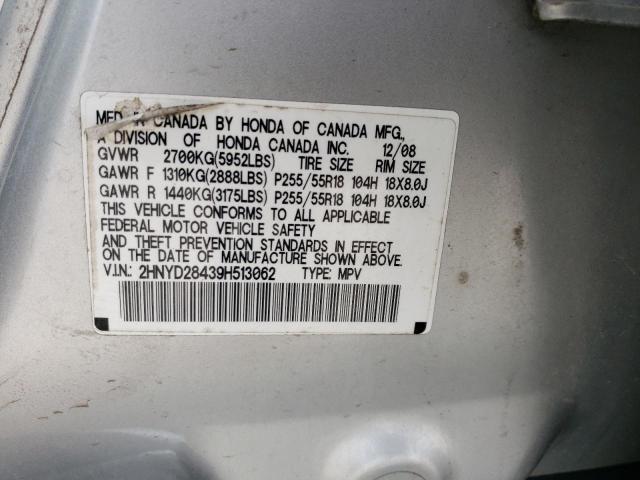 MFD IN CANADA BY HONDA OF CANADA MFG.,
A DIVISION OF HONDA CANADA INC. 12/08
GVWR 2700KG(5952LBS) TIRE SIZE RIM SIZE
GAWR F 1310KG(2888LBS) P255/55R18 104H 18X8.0J
GAWR R 1440KG(3175LBS) P255/55R18 104H 18X8.0J
THIS VEHICLE CONFORMS TO ALL APPLICABLE
FEDERAL MOTOR VEHICLE SAFETY
AND THEFT PREVENTION STANDARDS IN EFFECT
ON THE DATE OF MANUFACTURE SHOWN ABOVE.
V.I.N.: 2HNYD28439H513062 TYPE: MPV